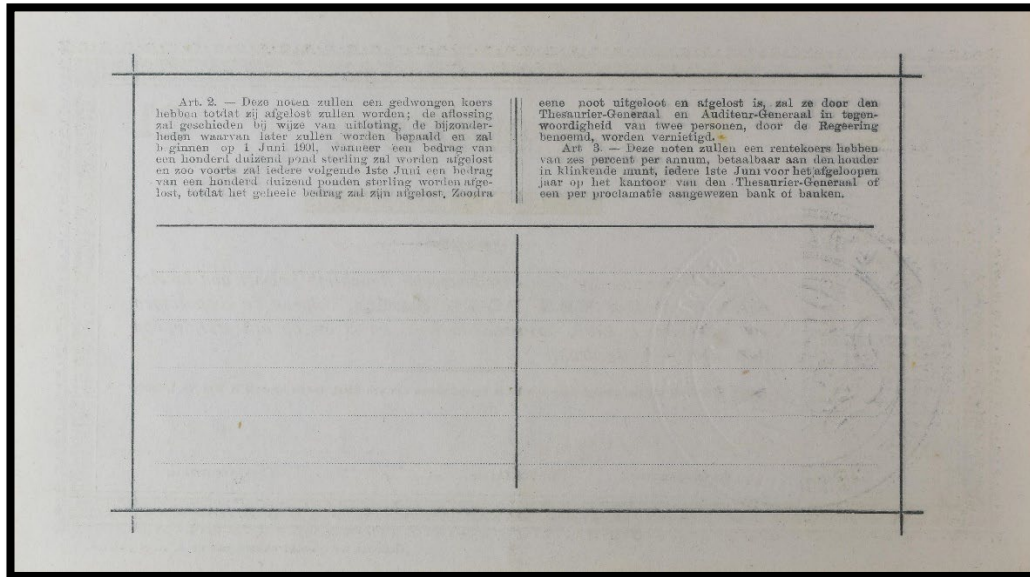 Art. 2. — Deze noten zullen een gedwongen koers
hebben totdat zij afgelost zullen worden; de aflossing
zal geschieden bij wijze van uitloting, de bijzonder-
heden waarvan later zullen worden bepaald en zal
b ginnen op 1 Juni 1901, wanneer een bedrag van
een honderd duizend pond sterling zal worden afgelost
en zoo voorts zal iedere volgende 1ste Juni een bedrag
van een honderd duizend ponden sterling worden afge-
lost, totdat het geheele bedrag zal zijn afgelost. Zoodra
eene noot uitgeloot en afgelost is, zal ze door den
Thesaurier-Generaal en Auditeur-Generaal in tegen-
woordigheid van twee personen, door de Regeering
benoemd, worden vernietigd.
Art 3. — Deze noten zullen een rentekoers hebben
van zes percent per annum, betaalbaar aan den houder
in klinkende munt, iedere 1ste Juni voor het afgeloopen
jaar op het kantoor van den Thesaurier-Generaal of
een per proclamatie aangewezen bank of banken.